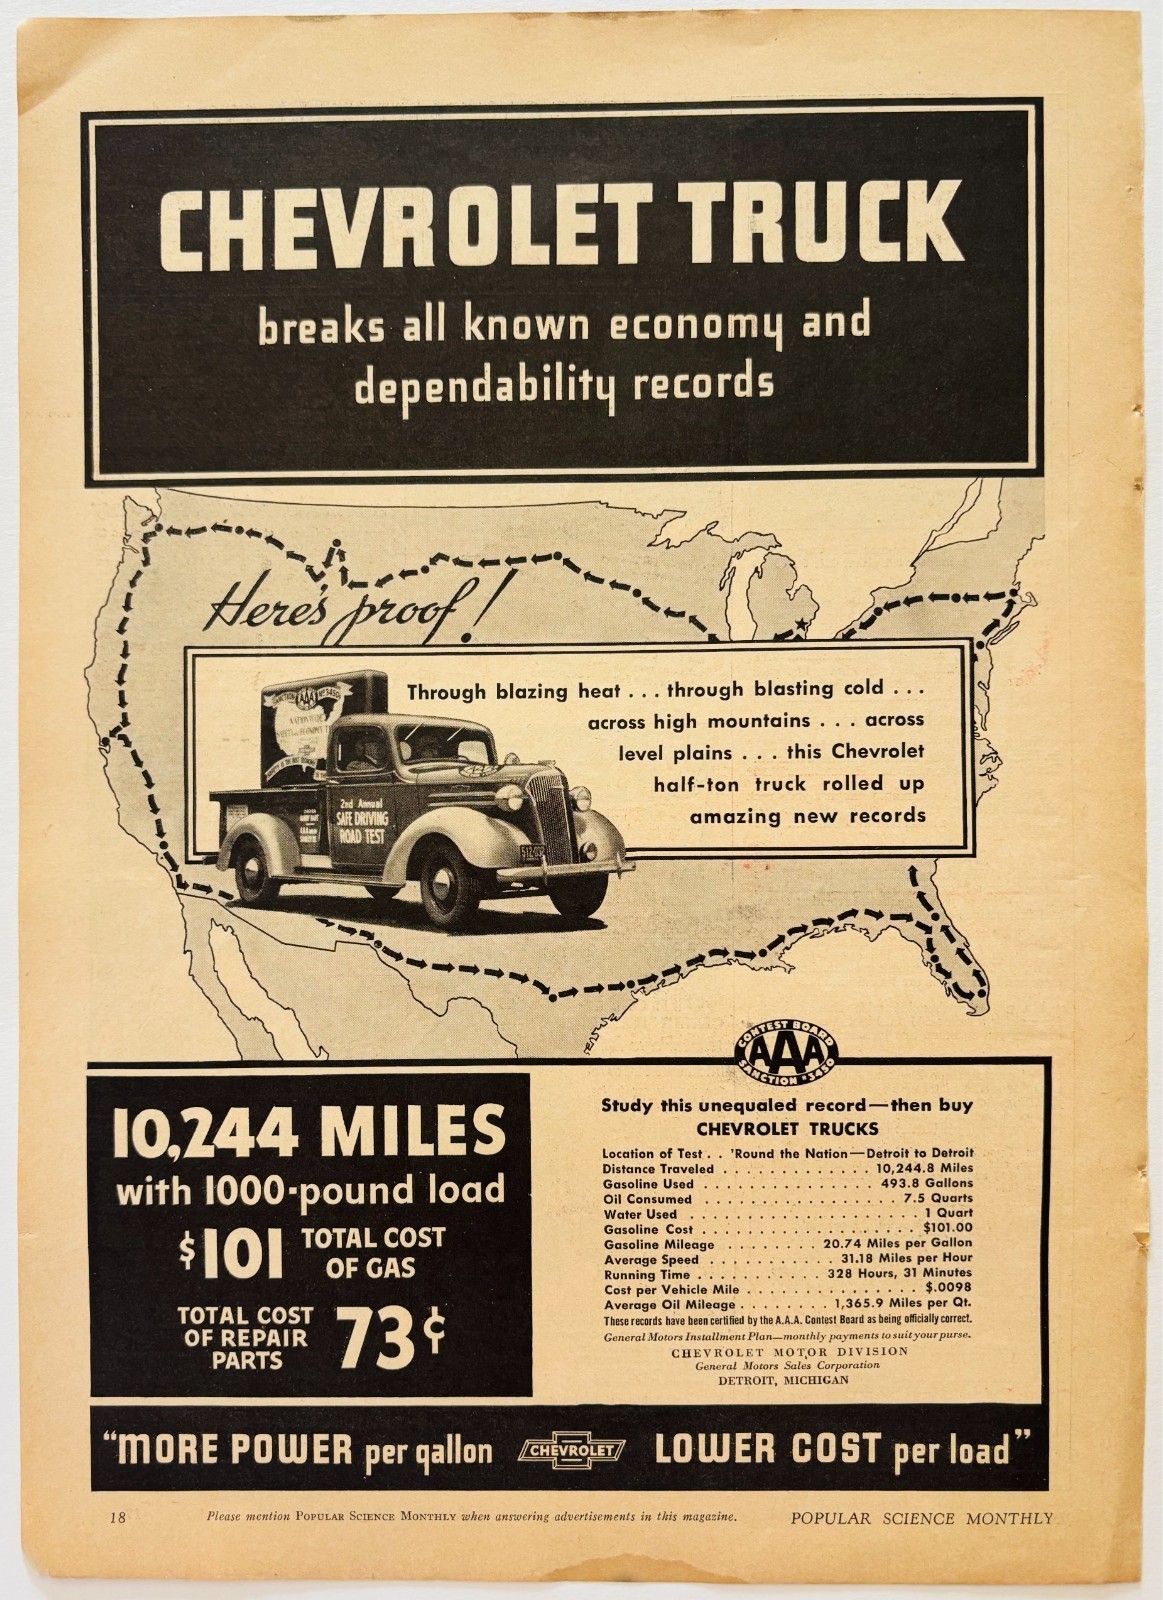 CHEVROLET TRUCK
breaks all known economy and
dependability records
Here's proof!
Through blazing heat . . . through blasting cold . . .
across high mountains . . . across
level plains . . . this Chevrolet
half-ton truck rolled up
amazing new records
SANCTION AAA No 3450
NATIONWIDE
SAFETY and ECONOMY
2nd Annual
SAFE DRIVING
ROAD TEST
CONTEST BOARD
AAA
SANCTION #3450
10,244 MILES
with 1000-pound load
$101 TOTAL COST
OF GAS
TOTAL COST
OF REPAIR
PARTS
73¢
Study this unequaled record—then buy
CHEVROLET TRUCKS
Location of Test . . 'Round the Nation—Detroit to Detroit
Distance Traveled . . . . . . . . . . . . . 10,244.8 Miles
Gasoline Used . . . . . . . . . . . . . . . 493.8 Gallons
Oil Consumed . . . . . . . . . . . . . . . . . 7.5 Quarts
Water Used . . . . . . . . . . . . . . . . . . . 1 Quart
Gasoline Cost . . . . . . . . . . . . . . . . . . $101.00
Gasoline Mileage . . . . . . . . 20.74 Miles per Gallon
Average Speed . . . . . . . . . . . 31.18 Miles per Hour
Running Time . . . . . . . . . . . 328 Hours, 31 Minutes
Cost per Vehicle Mile . . . . . . . . . . . . . . . $.0098
Average Oil Mileage . . . . . . . . 1,365.9 Miles per Qt.
These records have been certified by the A.A.A. Contest Board as being officially correct.
General Motors Installment Plan—monthly payments to suit your purse.
CHEVROLET MOTOR DIVISION
General Motors Sales Corporation
DETROIT, MICHIGAN
"MORE POWER per gallon CHEVROLET LOWER COST per load"
18 Please mention POPULAR SCIENCE MONTHLY when answering advertisements in this magazine. POPULAR SCIENCE MONTHLY